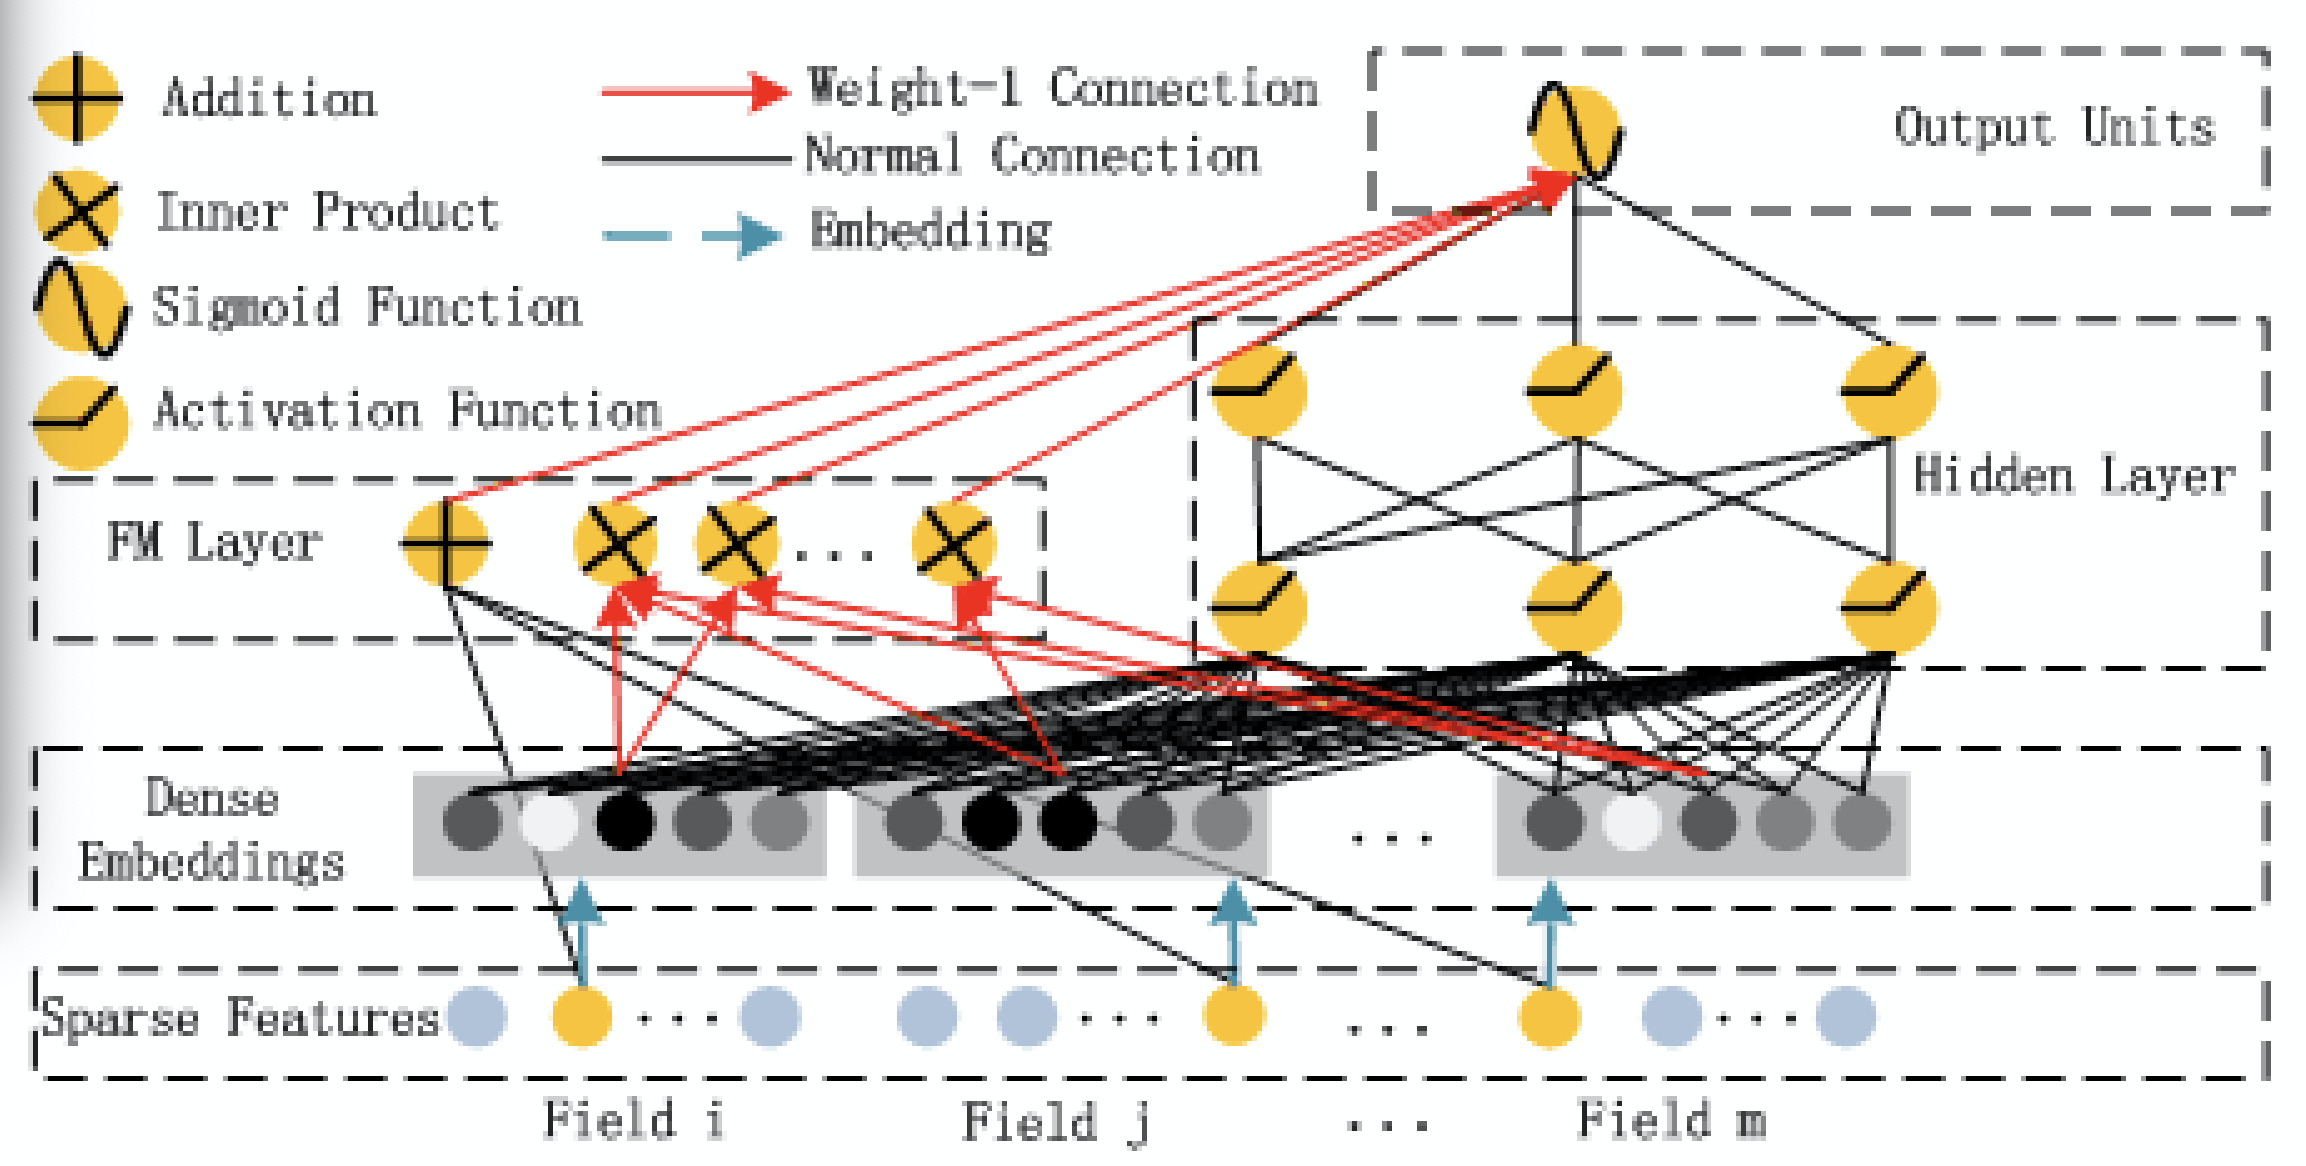 Addition
Weight-1 Connection
Output Units
Normal Connection
Inner Product
Embedding
Sigmoid Function
Activation Function
Hidden Layer
FM Layer
...
Dense
Embeddings
...
Sparse Features
...
...
...
...
Field i
Field j
...
Field m